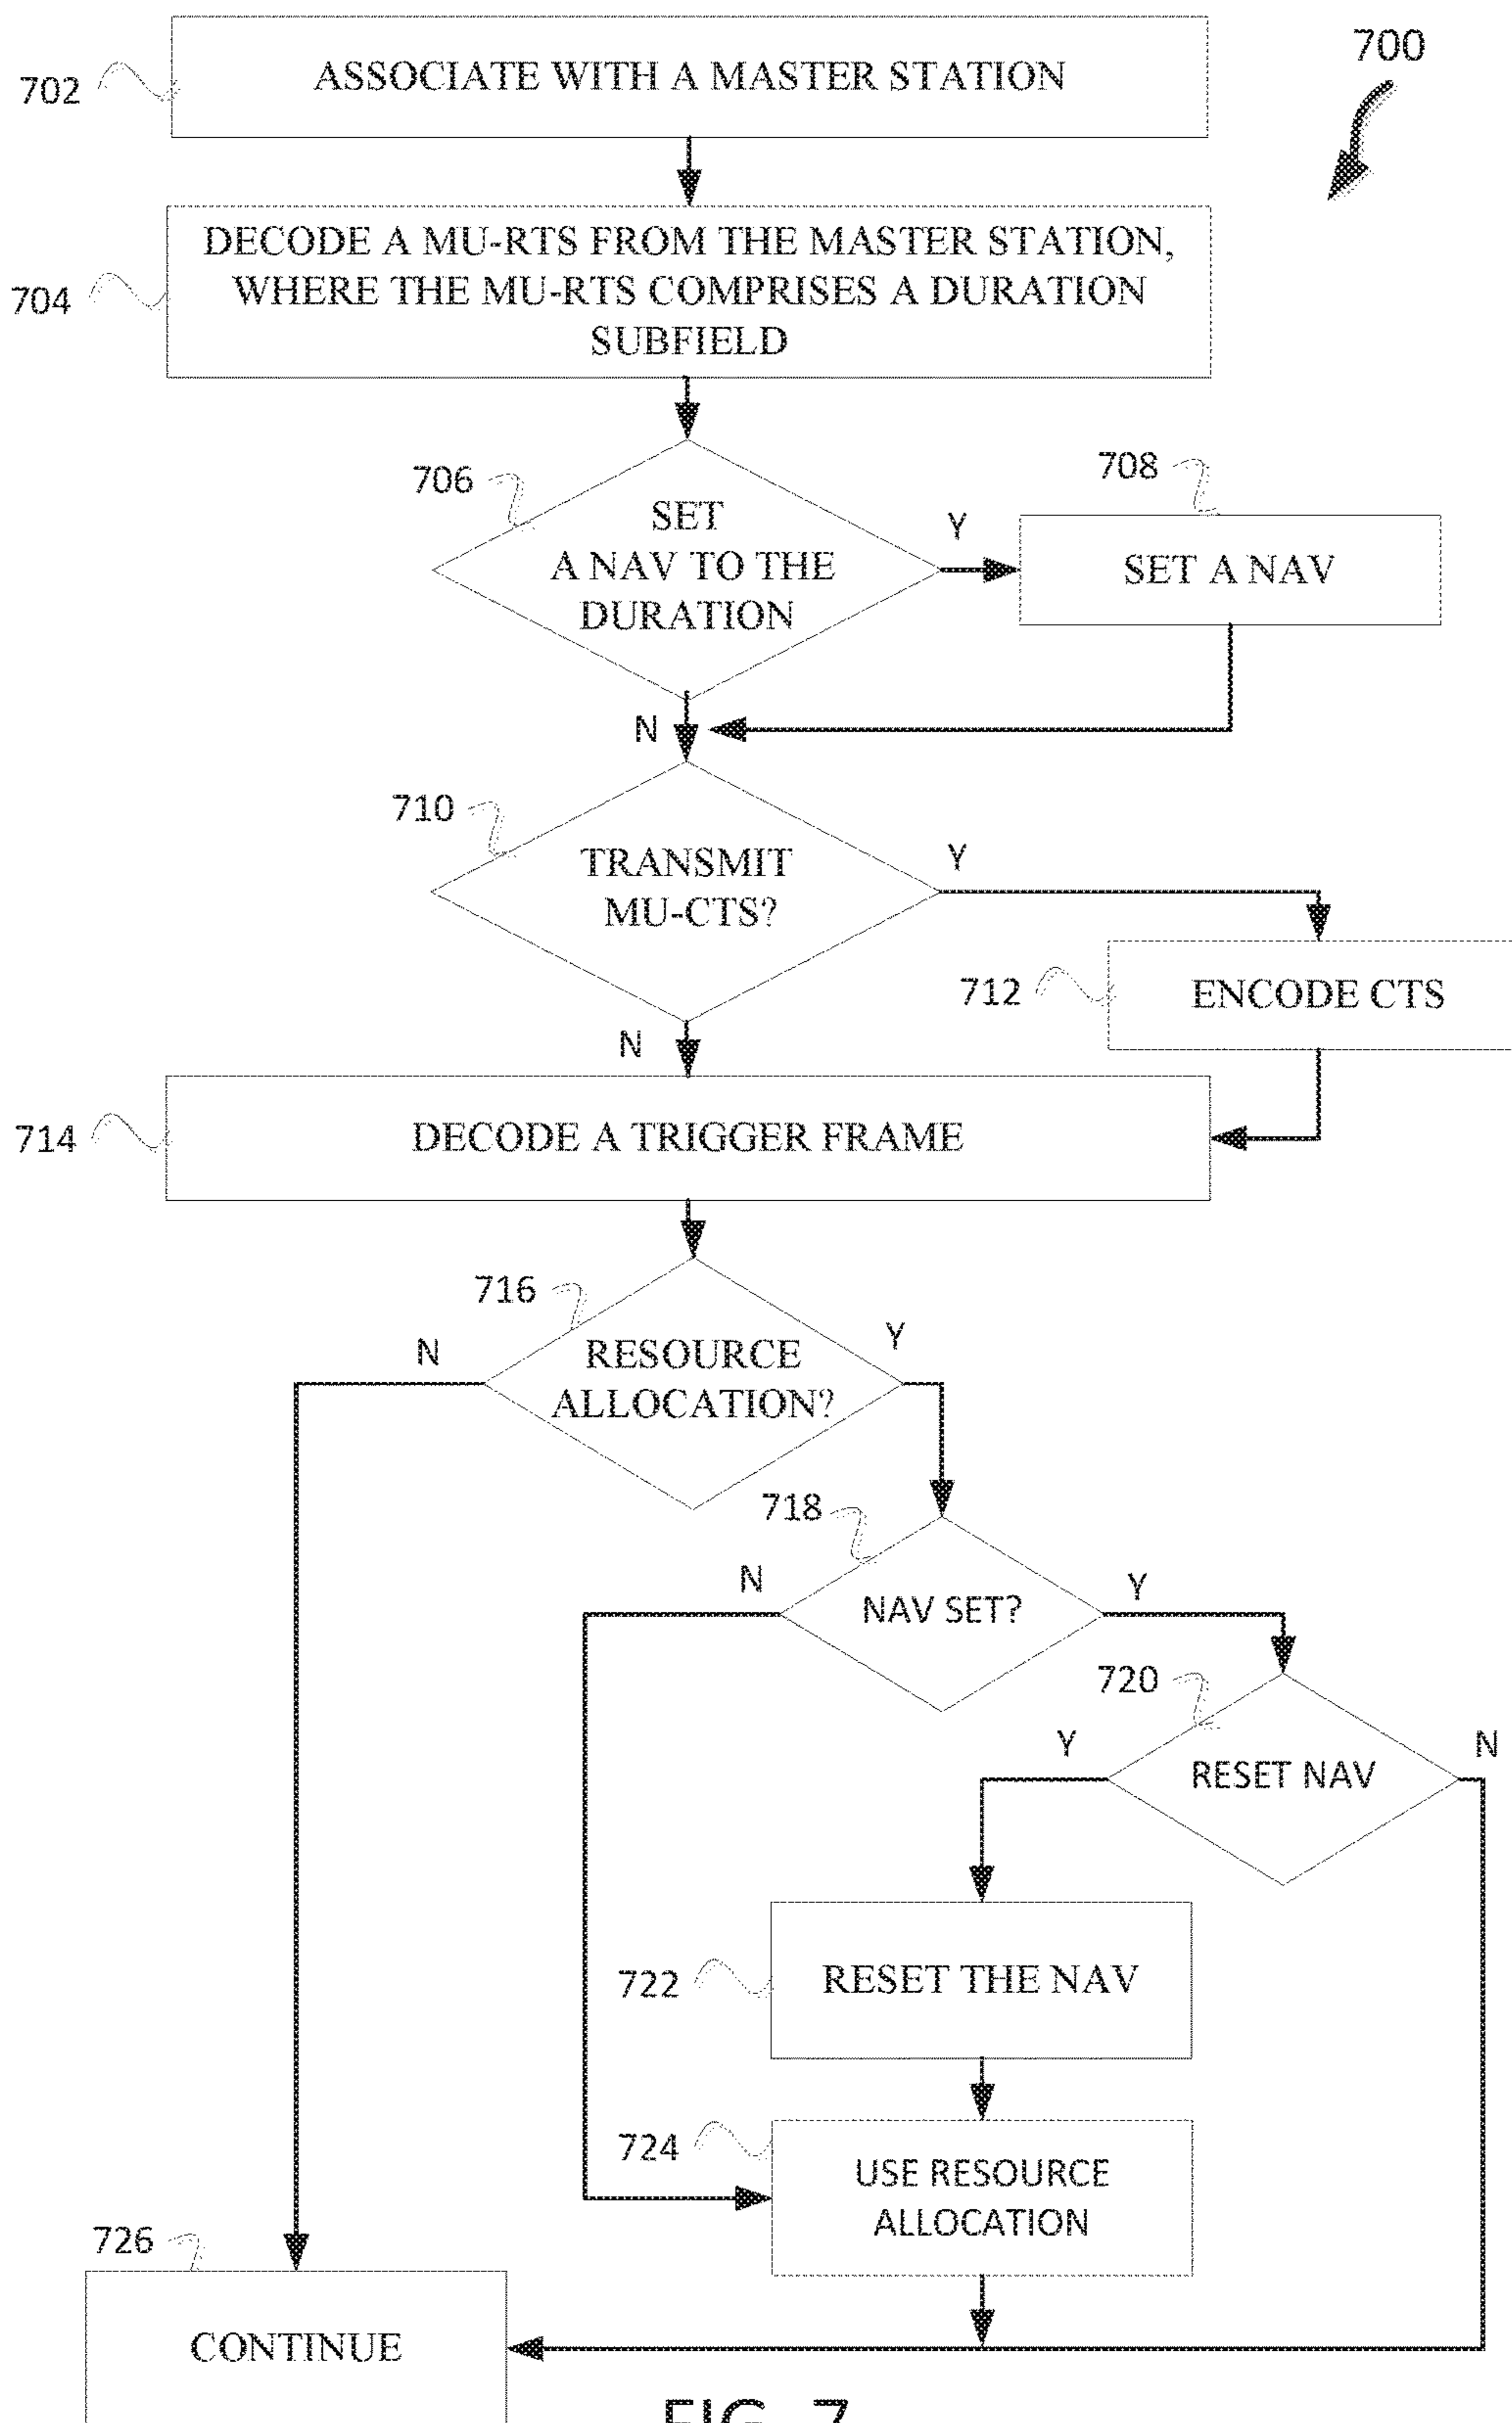 700
702
ASSOCIATE WITH A MASTER STATION
704
DECODE A MU-RTS FROM THE MASTER STATION,
WHERE THE MU-RTS COMPRISES A DURATION
SUBFIELD
706
SET
A NAV TO THE
DURATION
Y
708
SET A NAV
N
710
TRANSMIT
MU-CTS?
Y
712
ENCODE CTS
N
714
DECODE A TRIGGER FRAME
716
RESOURCE
ALLOCATION?
N
Y
718
NAV SET?
N
Y
720
RESET NAV
Y
N
722
RESET THE NAV
724
USE RESOURCE
ALLOCATION
726
CONTINUE
FIG. 7